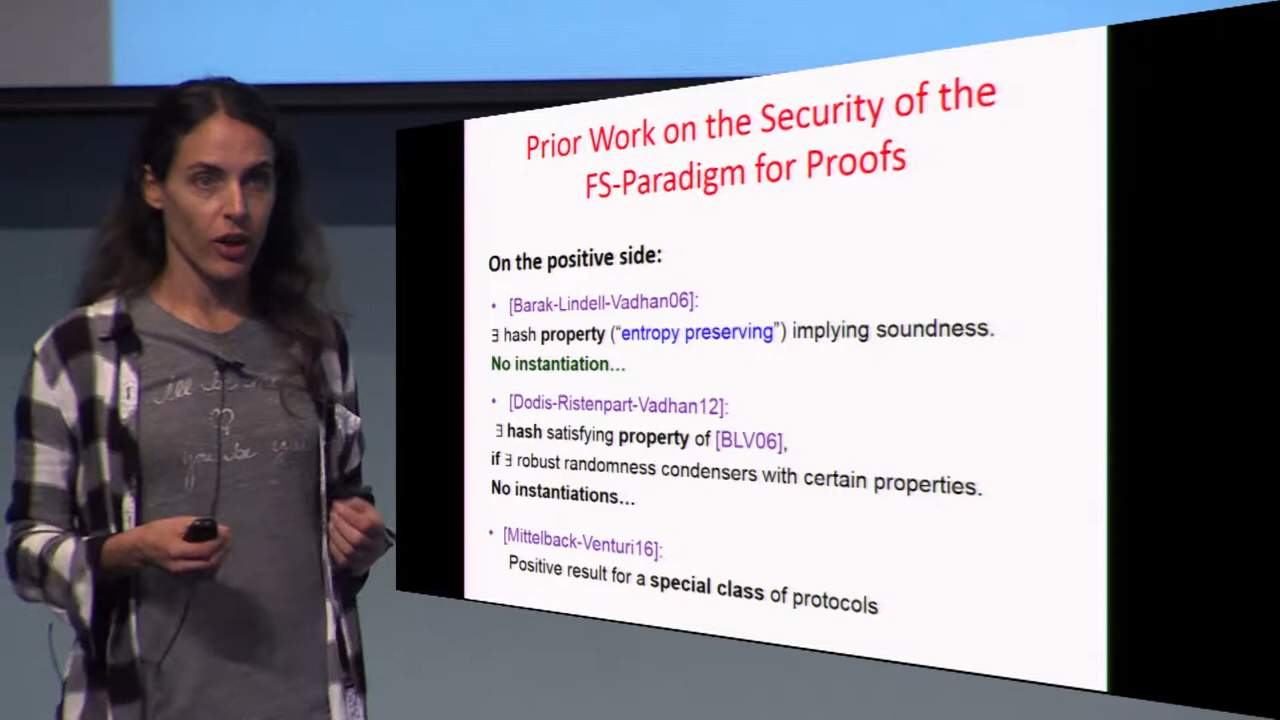 Prior Work on the Security of the
FS-Paradigm for Proofs
On the positive side:
• [Barak-Lindell-Vadhan06]:
∃ hash property (“entropy preserving”) implying soundness.
No instantiation…
• [Dodis-Ristenpart-Vadhan12]:
∃ hash satisfying property of [BLV06],
if ∃ robust randomness condensers with certain properties.
No instantiations…
• [Mittelback-Venturi16]:
Positive result for a special class of protocols